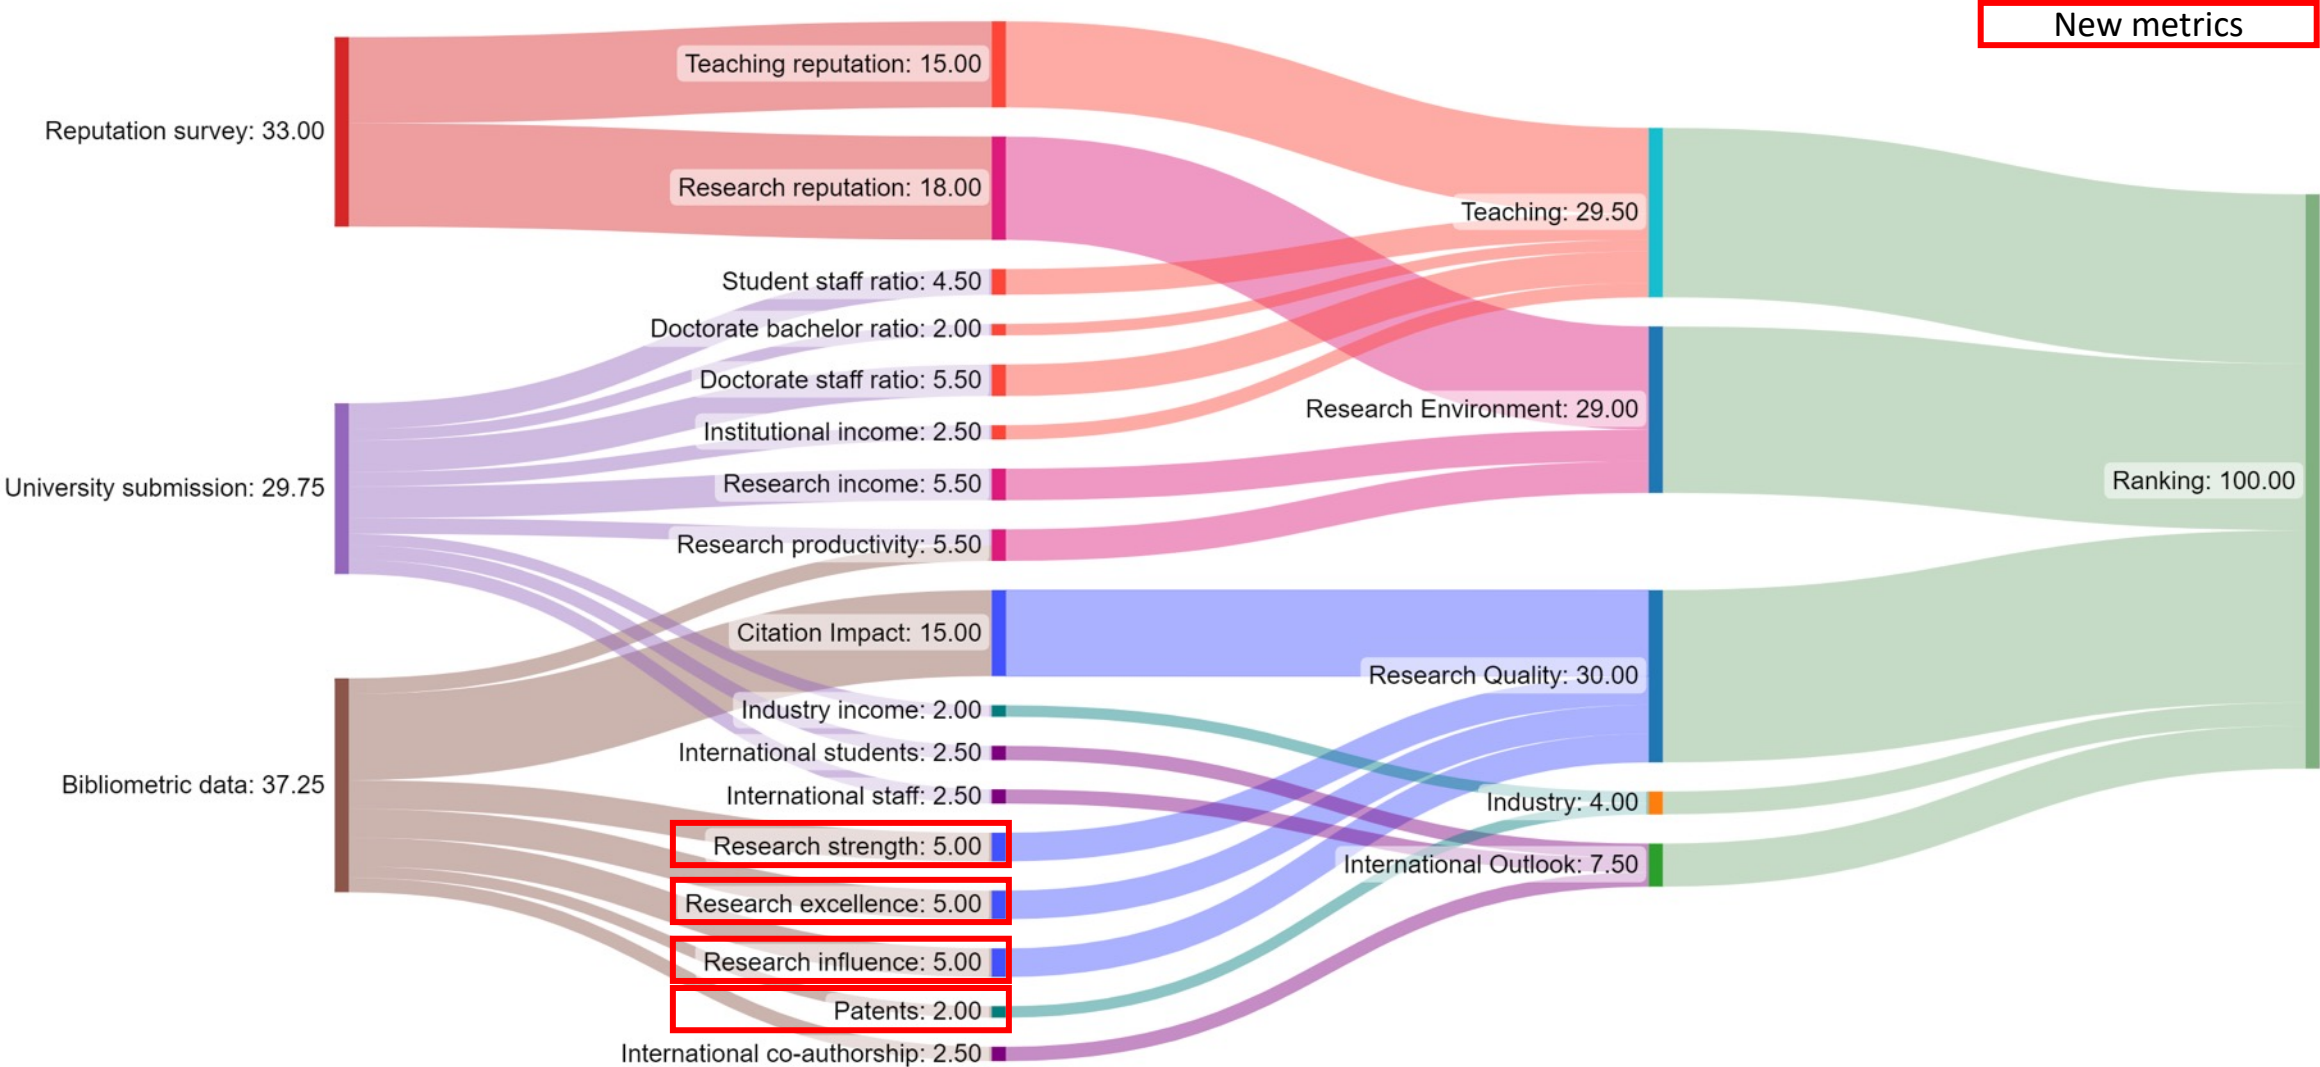 New metrics
Reputation survey: 33.00
University submission: 29.75
Bibliometric data: 37.25
Teaching reputation: 15.00
Research reputation: 18.00
Student staff ratio: 4.50
Doctorate bachelor ratio: 2.00
Doctorate staff ratio: 5.50
Institutional income: 2.50
Research income: 5.50
Research productivity: 5.50
Citation Impact: 15.00
Industry income: 2.00
International students: 2.50
International staff: 2.50
Research strength: 5.00
Research excellence: 5.00
Research influence: 5.00
Patents: 2.00
International co-authorship: 2.50
Teaching: 29.50
Research Environment: 29.00
Research Quality: 30.00
Industry: 4.00
International Outlook: 7.50
Ranking: 100.00